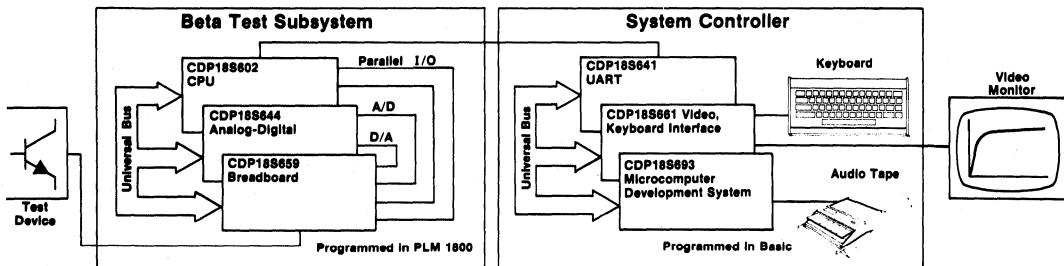 Beta Test Subsystem
System Controller
CDP18S602
CPU
Parallel I/O
CDP18S644
Analog-Digital
A/D
D/A
CDP18S659
Breadboard
Universal Bus
Test
Device
Programmed in PLM 1800
CDP18S641
UART
CDP18S661 Video,
Keyboard Interface
CDP18S693
Microcomputer
Development System
Universal Bus
Keyboard
Audio Tape
Programmed in Basic
Video
Monitor